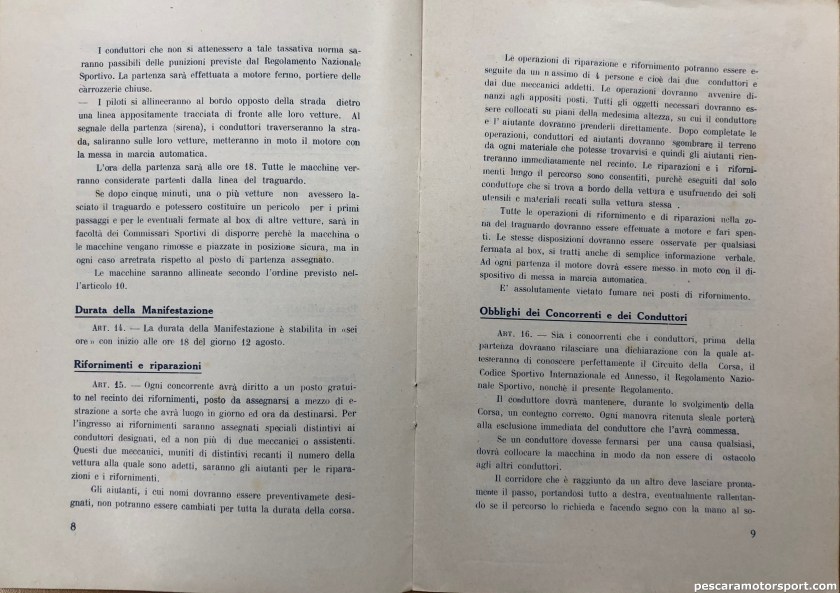 I conduttori che non si attenessero a tale tassativa norma sa-
ranno passibili delle punizioni previste dal Regolamento Nazionale
Sportivo. La partenza sarà effettuata a motore fermo, portiere delle
carrozzerie chiuse.
— I piloti si allineeranno al bordo opposto della strada dietro
una linea appositamente tracciata di fronte alle loro vetture. Al
segnale della partenza (sirena), i conduttori traverseranno la stra-
da, saliranno sulle loro vetture, metteranno in moto il motore con
la messa in marcia automatica.
L'ora della partenza sarà alle ore 18. Tutte le macchine ver-
ranno considerate partenti dalla linea del traguardo.
Se dopo cinque minuti, una o più vetture non avessero la-
sciato il traguardo e potessero costituire un pericolo per i primi
passaggi e per le eventuali fermate al box di altre vetture, sarà in
facoltà dei Commissari Sportivi di disporre perchè la macchina o
le macchine vengano rimosse e piazzate in posizione sicura, ma in
ogni caso arretrata rispetto al posto di partenza assegnato.
Le macchine saranno allineate secondo l'ordine previsto nel-
l'articolo 10.
Durata della Manifestazione
ART. 14. — La durata della Manifestazione è stabilita in «sei
ore» con inizio alle ore 18 del giorno 12 agosto.
Rifornimenti e riparazioni
ART. 15. — Ogni concorrente avrà diritto a un posto gratui-
to nel recinto dei rifornimenti, posto da assegnarsi a mezzo di e-
strazione a sorte che avrà luogo in giorno ed ora da destinarsi. Per
l'ingresso ai rifornimenti saranno assegnati speciali distintivi ai
conduttori designati, ed a non più di due meccanici o assistenti.
Questi due meccanici, muniti di distintivi recanti il numero della
vettura alla quale sono adetti, saranno gli aiutanti per le ripara-
zioni e i rifornimenti.
Gli aiutanti, i cui nomi dovranno essere preventivamete desi-
gnati, non potranno essere cambiati per tutta la durata della corsa.
8
Le operazioni di riparazione e rifornimento potranno essere e-
seguite da un massimo di 4 persone e cioè dai due conduttori e
dai due meccanici addetti. Le operazioni dovranno avvenire di-
nanzi agli appositi posti. Tutti gli oggetti necessari dovranno es-
sere collocati su piani della medesima altezza, su cui il conduttore
e l'aiutante dovranno prenderli direttamente. Dopo completate le
operazioni, conduttori ed aiutanti dovranno sgombrare il terreno
da ogni materiale che potesse trovarvisi e quindi gli aiutanti rien-
treranno immediatamente nel recinto. Le riparazioni e i riforni-
menti lungo il percorso sono consentiti, purchè eseguiti dal solo
conduttore che si trova a bordo della vettura e usufruendo dei soli
utensili e materiali recati sulla vettura stessa.
Tutte le operazioni di rifornimento e di riparazioni nella zo-
na del traguardo dovranno essere effettuate a motore e fari spen-
ti. Le stesse disposizioni dovranno essere osservate per qualsiasi
fermata al box, si tratti anche di semplice informazione verbale.
Ad ogni partenza il motore dovrà essere messo in moto con il di-
spositivo di messa in marcia automatica.
E' assolutamente vietato fumare nei posti di rifornimento.
Obblighi dei Concorrenti e dei Conduttori
ART. 16. — Sia i concorrenti che i conduttori, prima della
partenza dovranno rilasciare una dichiarazione con la quale at-
testeranno di conoscere perfettamente il Circuito della Corsa, il
Codice Sportivo Internazionale ed Annesso, il Regolamento Nazio-
nale Sportivo, nonchè il presente Regolamento.
Il conduttore dovrà mantenere, durante lo svolgimento della
Corsa, un contegno corretto. Ogni manovra ritenuta sleale porterà
alla esclusione immediata del conduttore che l'avrà commessa.
Se un conduttore dovesse fermarsi per una causa qualsiasi,
dovrà collocare la macchina in modo da non essere di ostacolo
agli altri conduttori.
Il corridore che è raggiunto da un altro deve lasciare pronta-
mente il passo, portandosi tutto a destra, eventualmente rallentan-
do se il percorso lo richieda e facendo segno con la mano al so-
9
pescaramotorsport.com